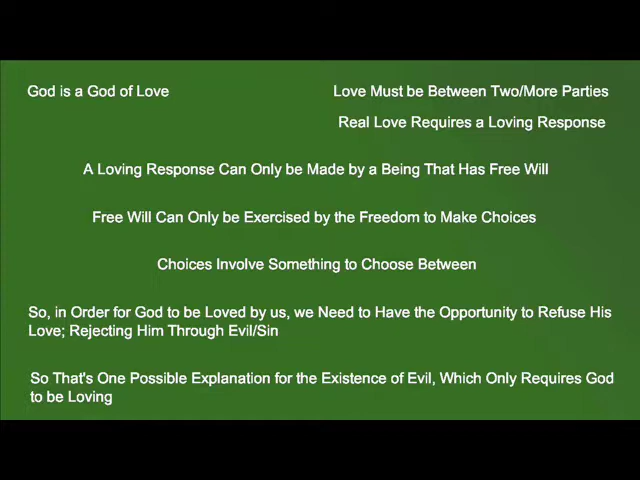 God is a God of Love
Love Must be Between Two/More Parties
Real Love Requires a Loving Response
A Loving Response Can Only be Made by a Being That Has Free Will
Free Will Can Only be Exercised by the Freedom to Make Choices
Choices Involve Something to Choose Between
So, in Order for God to be Loved by us, we Need to Have the Opportunity to Refuse His
Love; Rejecting Him Through Evil/Sin
So That's One Possible Explanation for the Existence of Evil, Which Only Requires God
to be Loving